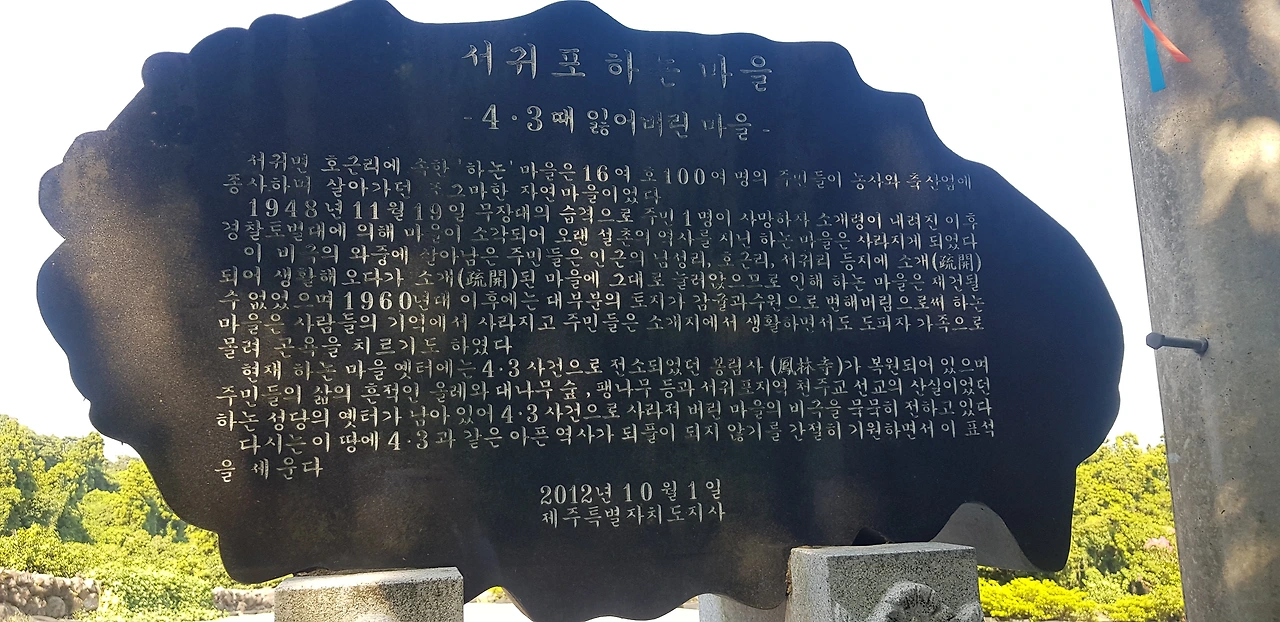 서귀포 하논 마을
- 4·3때 잃어버린 마을 -
서귀면 호근리에 속한 '하논' 마을은 16여 호 100여 명의 주민들이 농사와 축산업에
종사하며 살아가던 조그마한 자연마을이었다
1948년 11월 19일 무장대의 습격으로 주민 1명이 사망하자 소개령이 내려진 이후
경찰토벌대에 의해 마을이 소각되어 오랜 설촌의 역사를 지닌 하논 마을은 사라지게 되었다
이 비극의 와중에 살아남은 주민들은 인근의 남성리, 호근리, 서귀리 등지에 소개(疏開)
되어 생활해오다가 소개(疏開)된 마을에 그대로 눌러앉으므로 인해 하논 마을은 재건될
수 없었으며 1960년대 이후에는 대부분의 토지가 감귤과수원으로 변해버림으로써 하논
마을은 사람들의 기억에서 사라지고 주민들은 소개지에서 생활하면서도 도피자 가족으로
몰려 곤욕을 치르기도 하였다
현재 하논 마을 옛터에는 4·3사건으로 전소되었던 봉림사(鳳林寺)가 복원되어 있으며
주민들의 삶의 흔적인 올레와 대나무숲, 팽나무 등과 서귀포지역 천주교 선교의 산실이었던
하논 성당의 옛터가 남아 있어 4·3사건으로 사라져 버린 마을의 비극을 묵묵히 전하고 있다
다시는 이 땅에 4·3과 같은 아픈 역사가 되풀이 되지 않기를 간절히 기원하면서 이 표석
을 세운다
2012년 10월 1일
제주특별자치도지사